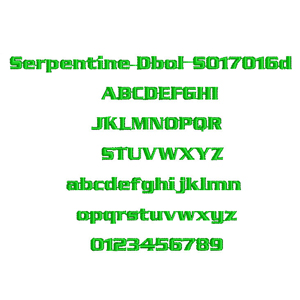 Serpentine Dbol S017016d
ABCDEFGHI
JKLMNOPQR
STUVWXYZ
abcdefghijklmn
opqrstuvwxyz
0123456789